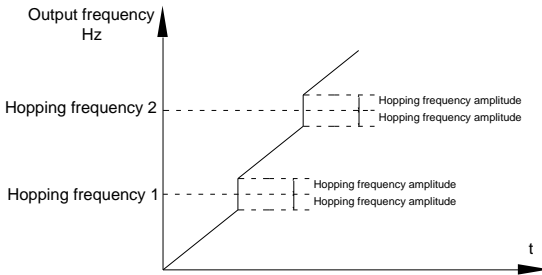 Output frequency
Hz
Hopping frequency 2
Hopping frequency amplitude
Hopping frequency amplitude
Hopping frequency 1
Hopping frequency amplitude
Hopping frequency amplitude
t